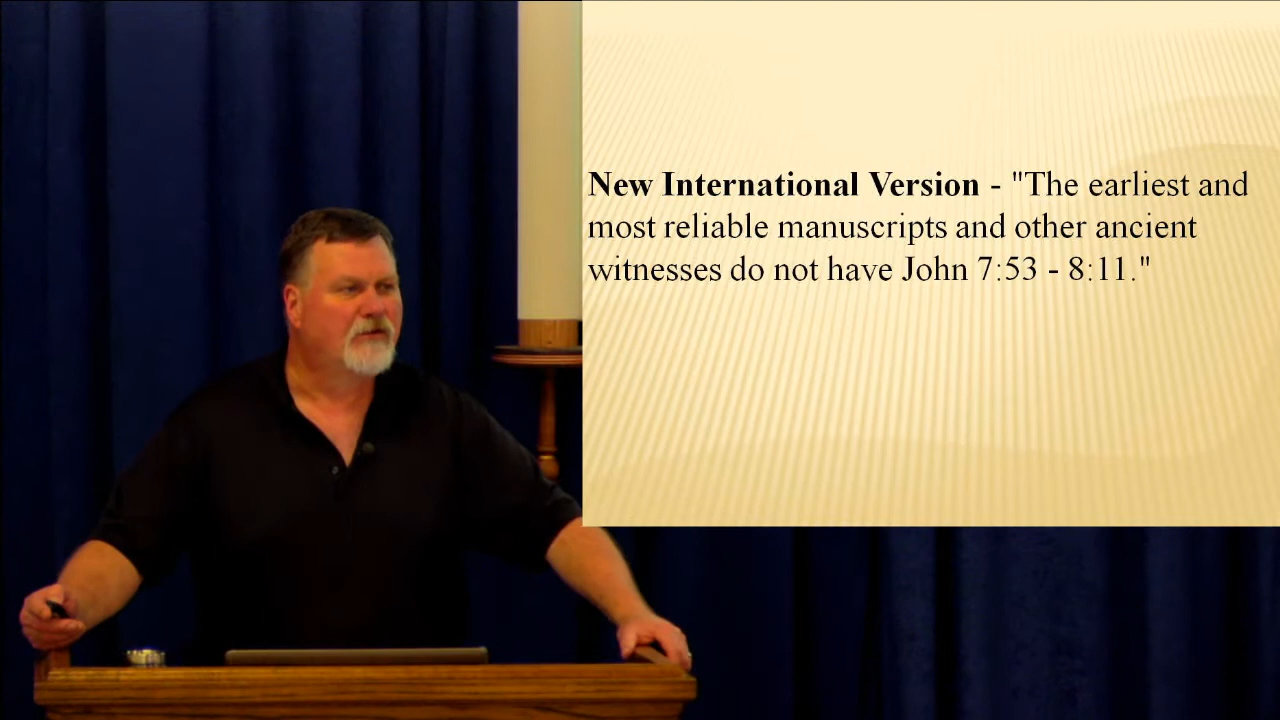 New International Version - "The earliest and
most reliable manuscripts and other ancient
witnesses do not have John 7:53 - 8:11."